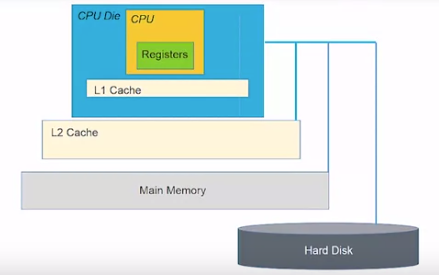 CPU Die
CPU
Registers
L1 Cache
L2 Cache
Main Memory
Hard Disk